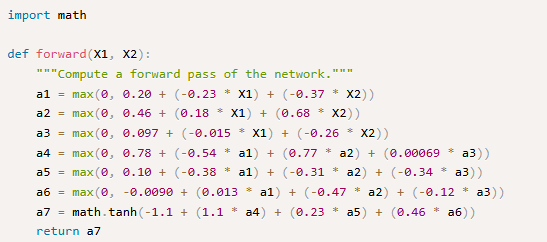 import math
def forward(X1, X2):
    """Compute a forward pass of the network."""
    a1 = max(0, 0.20 + (-0.23 * X1) + (-0.37 * X2))
    a2 = max(0, 0.46 + (0.18 * X1) + (0.68 * X2))
    a3 = max(0, 0.097 + (-0.015 * X1) + (-0.26 * X2))
    a4 = max(0, 0.78 + (-0.54 * a1) + (0.77 * a2) + (0.00069 * a3))
    a5 = max(0, 0.10 + (-0.38 * a1) + (-0.31 * a2) + (-0.34 * a3))
    a6 = max(0, -0.0090 + (0.013 * a1) + (-0.47 * a2) + (-0.12 * a3))
    a7 = math.tanh(-1.1 + (1.1 * a4) + (0.23 * a5) + (0.46 * a6))
    return a7